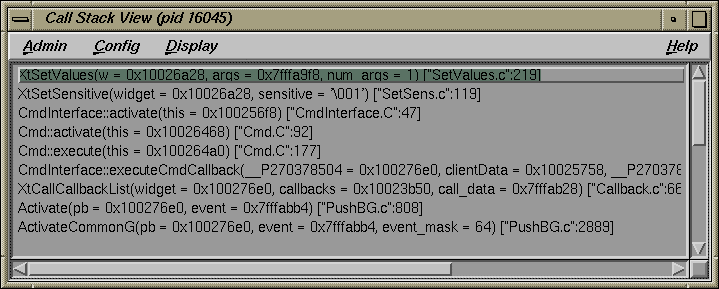 Call Stack View (pid 16045)
Admin Config Display Help
XtSetValues(w = 0x10026a28, args = 0x7fffa9f8, num_args = 1) ["SetValues.c":219]
XtSetSensitive(widget = 0x10026a28, sensitive = '\001') ["SetSens.c":119]
CmdInterface::activate(this = 0x100256f8) ["CmdInterface.C":47]
Cmd::activate(this = 0x10026468) ["Cmd.C":92]
Cmd::execute(this = 0x100264a0) ["Cmd.C":177]
CmdInterface::executeCmdCallback(__P270378504 = 0x100276e0, clientData = 0x10025758, __P270378
XtCallCallbackList(widget = 0x100276e0, callbacks = 0x10023b50, call_data = 0x7fffab28) ["Callback.c":66
Activate(pb = 0x100276e0, event = 0x7fffabb4) ["PushBG.c":808]
ActivateCommonG(pb = 0x100276e0, event = 0x7fffabb4, event_mask = 64) ["PushBG.c":2889]